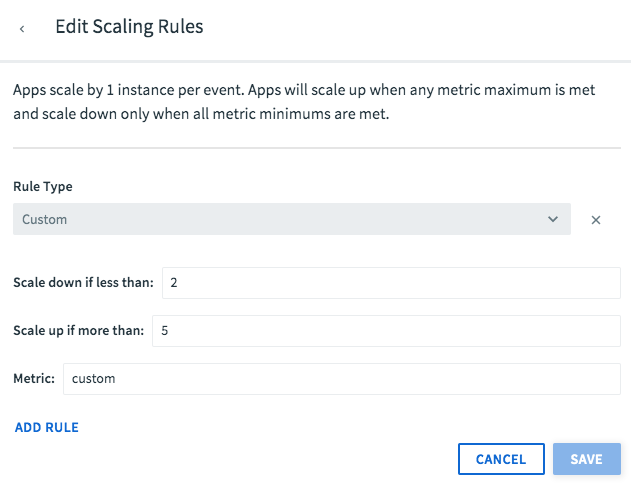 Edit Scaling Rules
Apps scale by 1 instance per event. Apps will scale up when any metric maximum is met
and scale down only when all metric minimums are met.
Rule Type
Custom
Scale down if less than: 2
Scale up if more than: 5
Metric: custom
ADD RULE
CANCEL SAVE